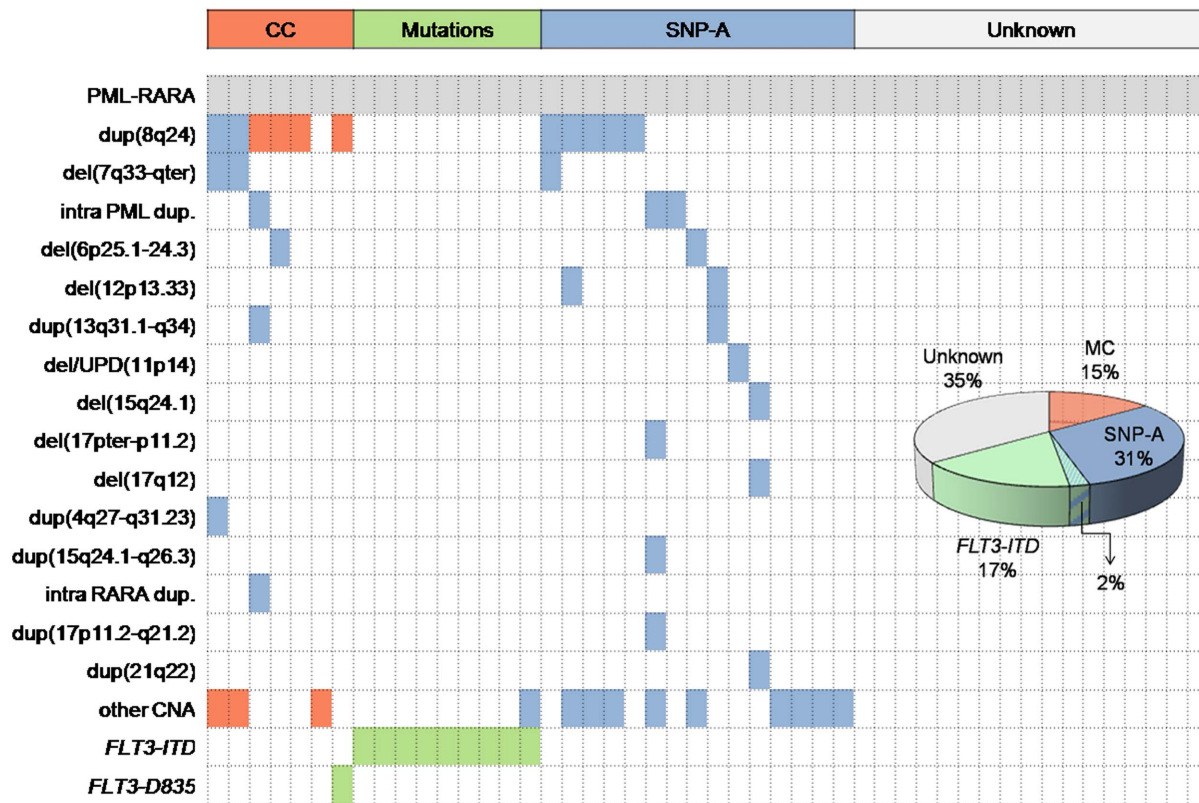 CC Mutations SNP-A Unknown
PML-RARA
dup(8q24)
del(7q33-qter)
intra PML dup.
del(6p25.1-24.3)
del(12p13.33)
dup(13q31.1-q34)
del/UPD(11p14)
del(15q24.1)
del(17pter-p11.2)
del(17q12)
dup(4q27-q31.23)
dup(15q24.1-q26.3)
intra RARA dup.
dup(17p11.2-q21.2)
dup(21q22)
other CNA
FLT3-ITD
FLT3-D835
Unknown
35%
MC
15%
SNP-A
31%
FLT3-ITD
17%
2%